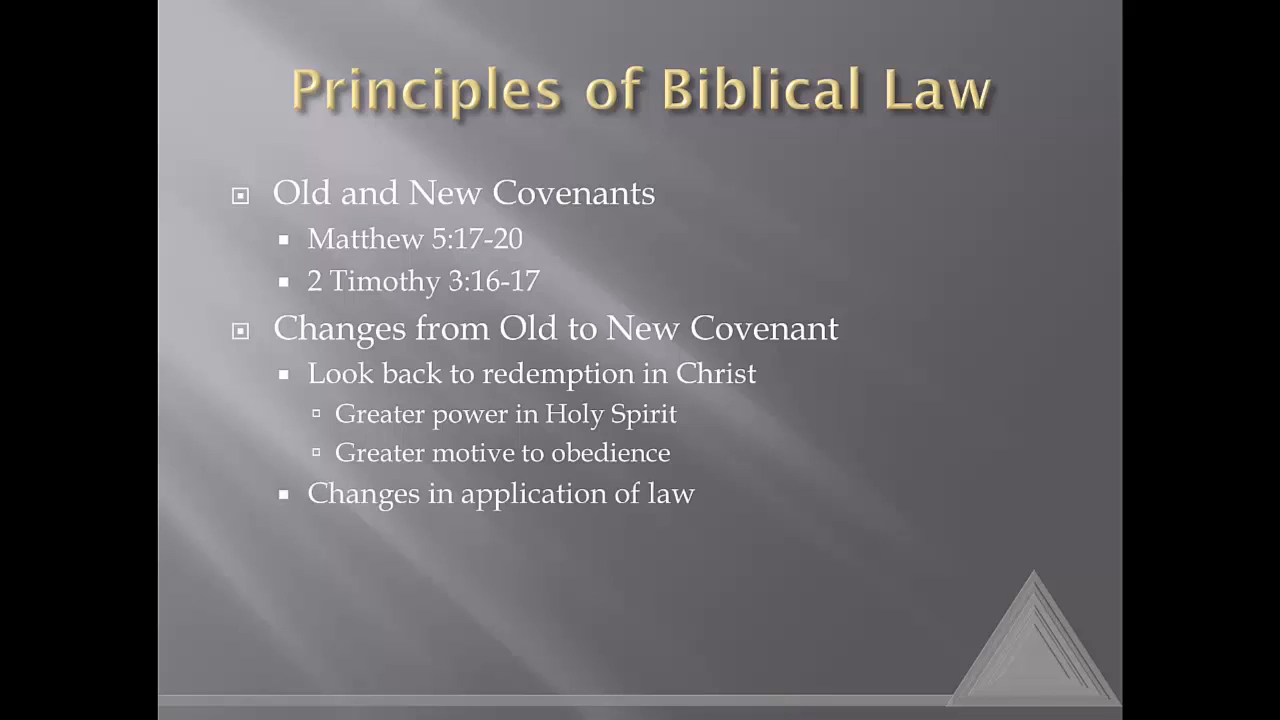 Principles of Biblical Law
Old and New Covenants
Matthew 5:17-20
2 Timothy 3:16-17
Changes from Old to New Covenant
Look back to redemption in Christ
Greater power in Holy Spirit
Greater motive to obedience
Changes in application of law